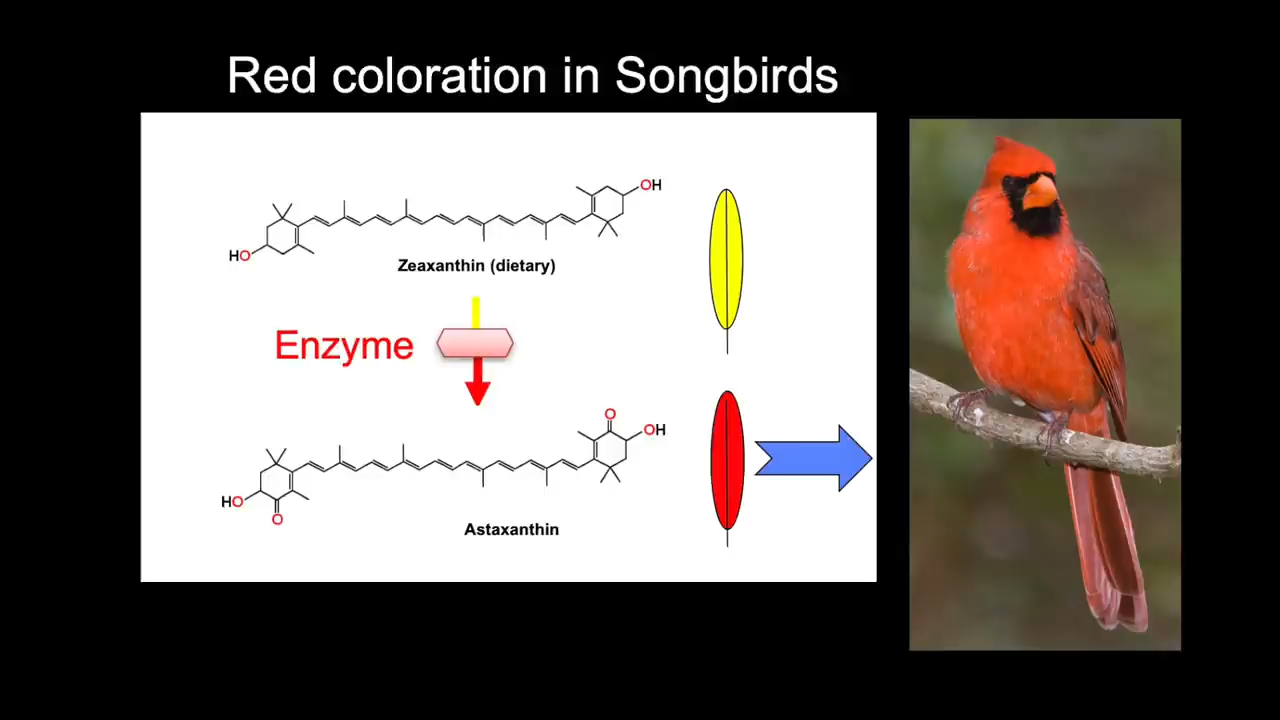 Red coloration in Songbirds
OH
HO
Zeaxanthin (dietary)
Enzyme
O
OH
HO
O
Astaxanthin